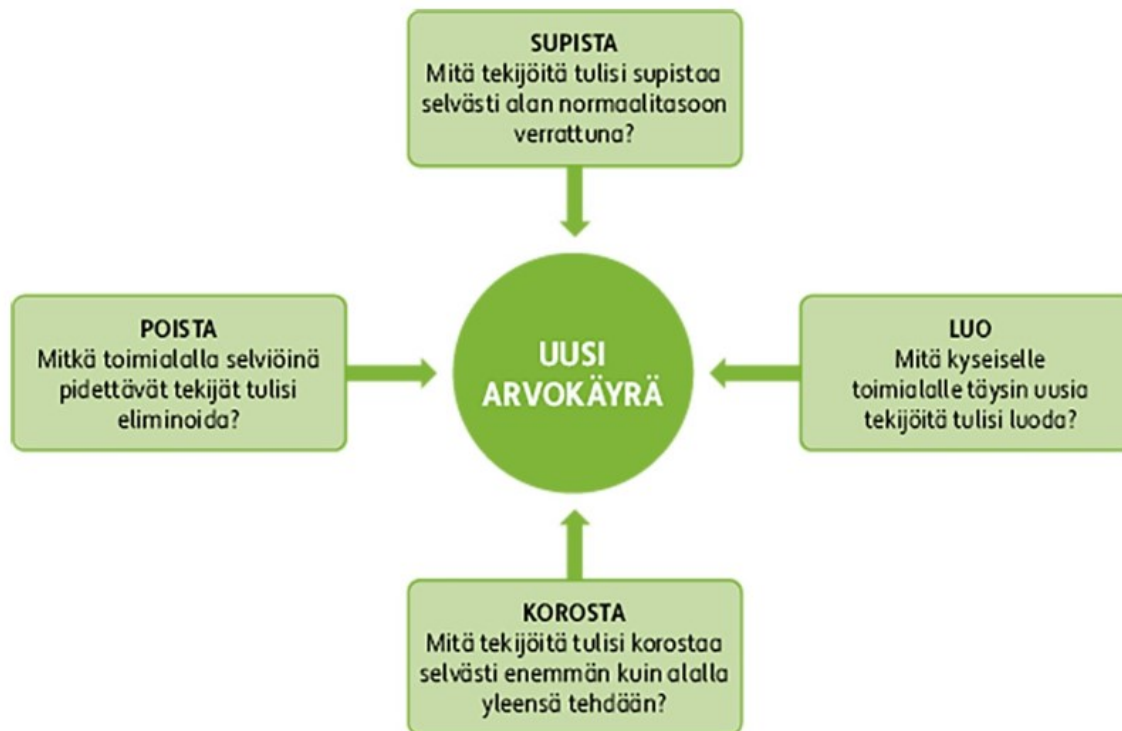 SUPISTA
Mitä tekijöitä tulisi supistaa
selvästi alan normaalitasoon
verrattuna?
POISTA
Mitkä toimialalla selviöinä
pidettävät tekijät tulisi
eliminoida?
UUSI
ARVOKÄYRÄ
LUO
Mitä kyseiselle
toimialalle täysin uusia
tekijöitä tulisi luoda?
KOROSTA
Mitä tekijöitä tulisi korostaa
selvästi enemmän kuin alalla
yleensä tehdään?